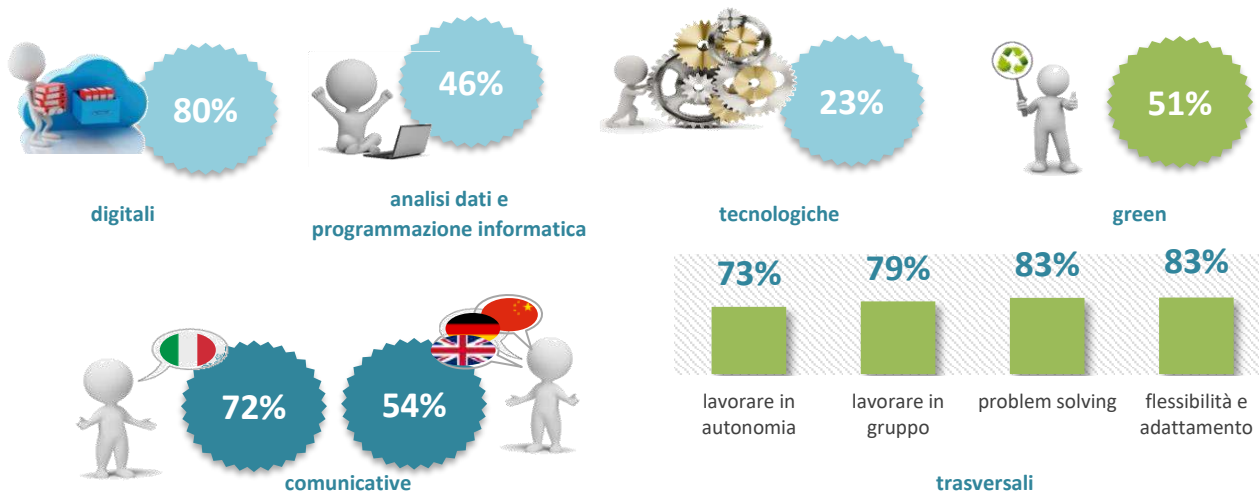 80%
46%
23%
51%
digitali
analisi dati e
programmazione informatica
tecnologiche
green
73%
79%
83%
83%
lavorare in
autonomia
lavorare in
gruppo
problem solving
flessibilità e
adattamento
trasversali
72%
54%
comunicative